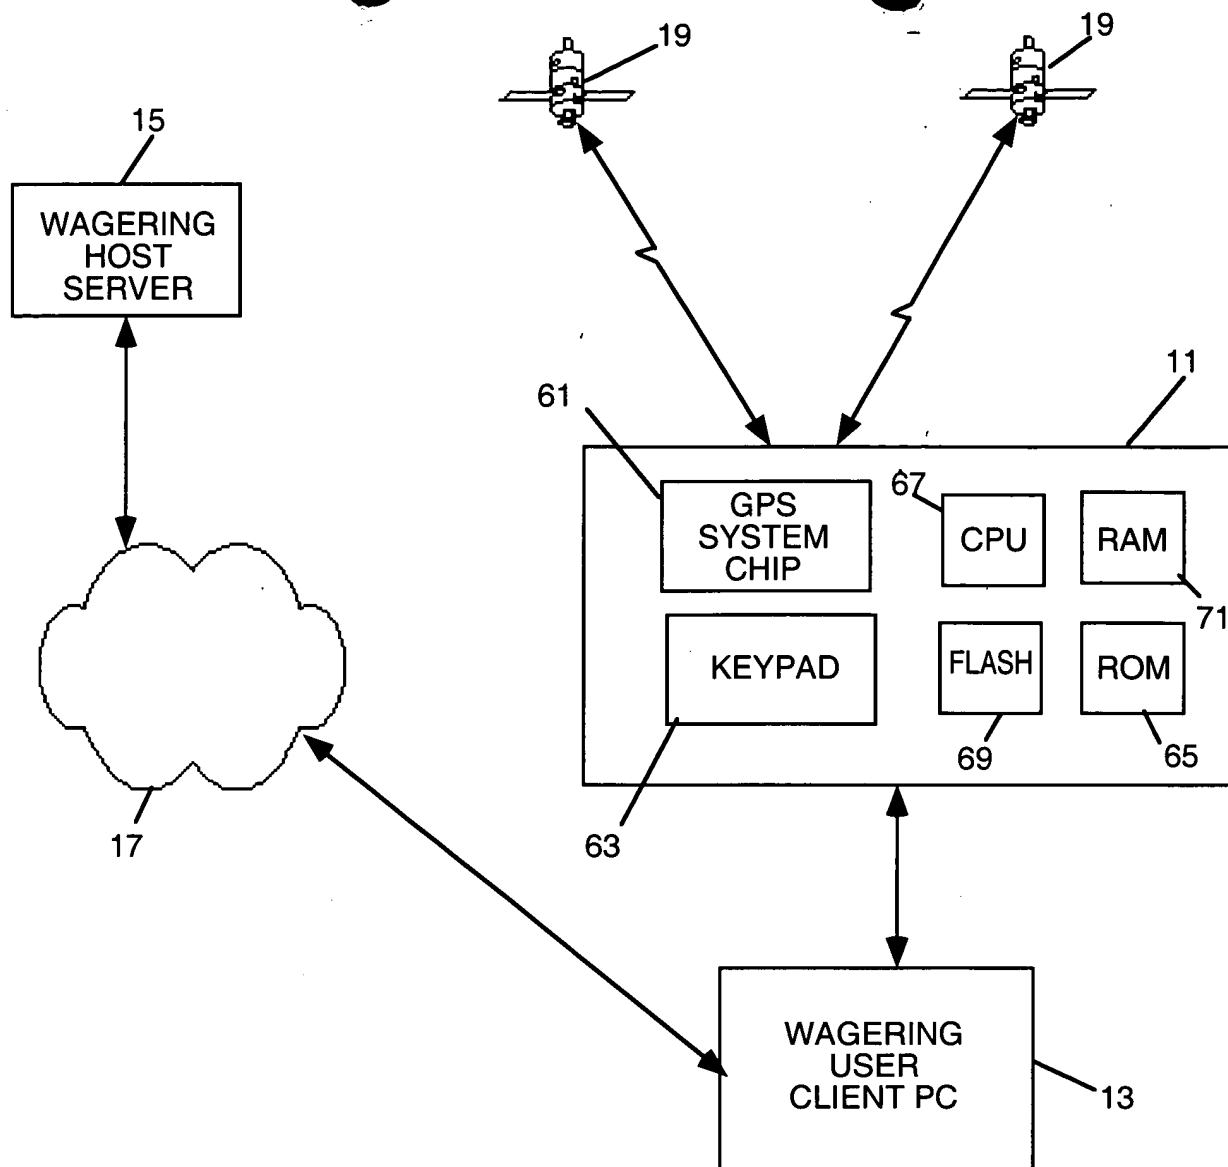 19
19
15
WAGERING
HOST
SERVER
11
61
67
GPS
SYSTEM
CHIP
CPU
RAM
71
KEYPAD
FLASH
ROM
69
65
63
17
WAGERING
USER
CLIENT PC
13